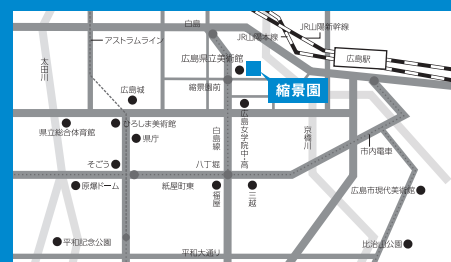 白島
JR山陽新幹線
JR山陽本線
アストラムライン
太田川
広島県立美術館
広島駅
縮景園前
縮景園
広島城
県立総合体育館
ひろしま美術館
県庁
白島線
広島女学院中・高
京橋川
市内電車
そごう
八丁堀
原爆ドーム
紙屋町東
福屋
三越
広島市現代美術館
平和記念公園
平和大通り
比治山公園